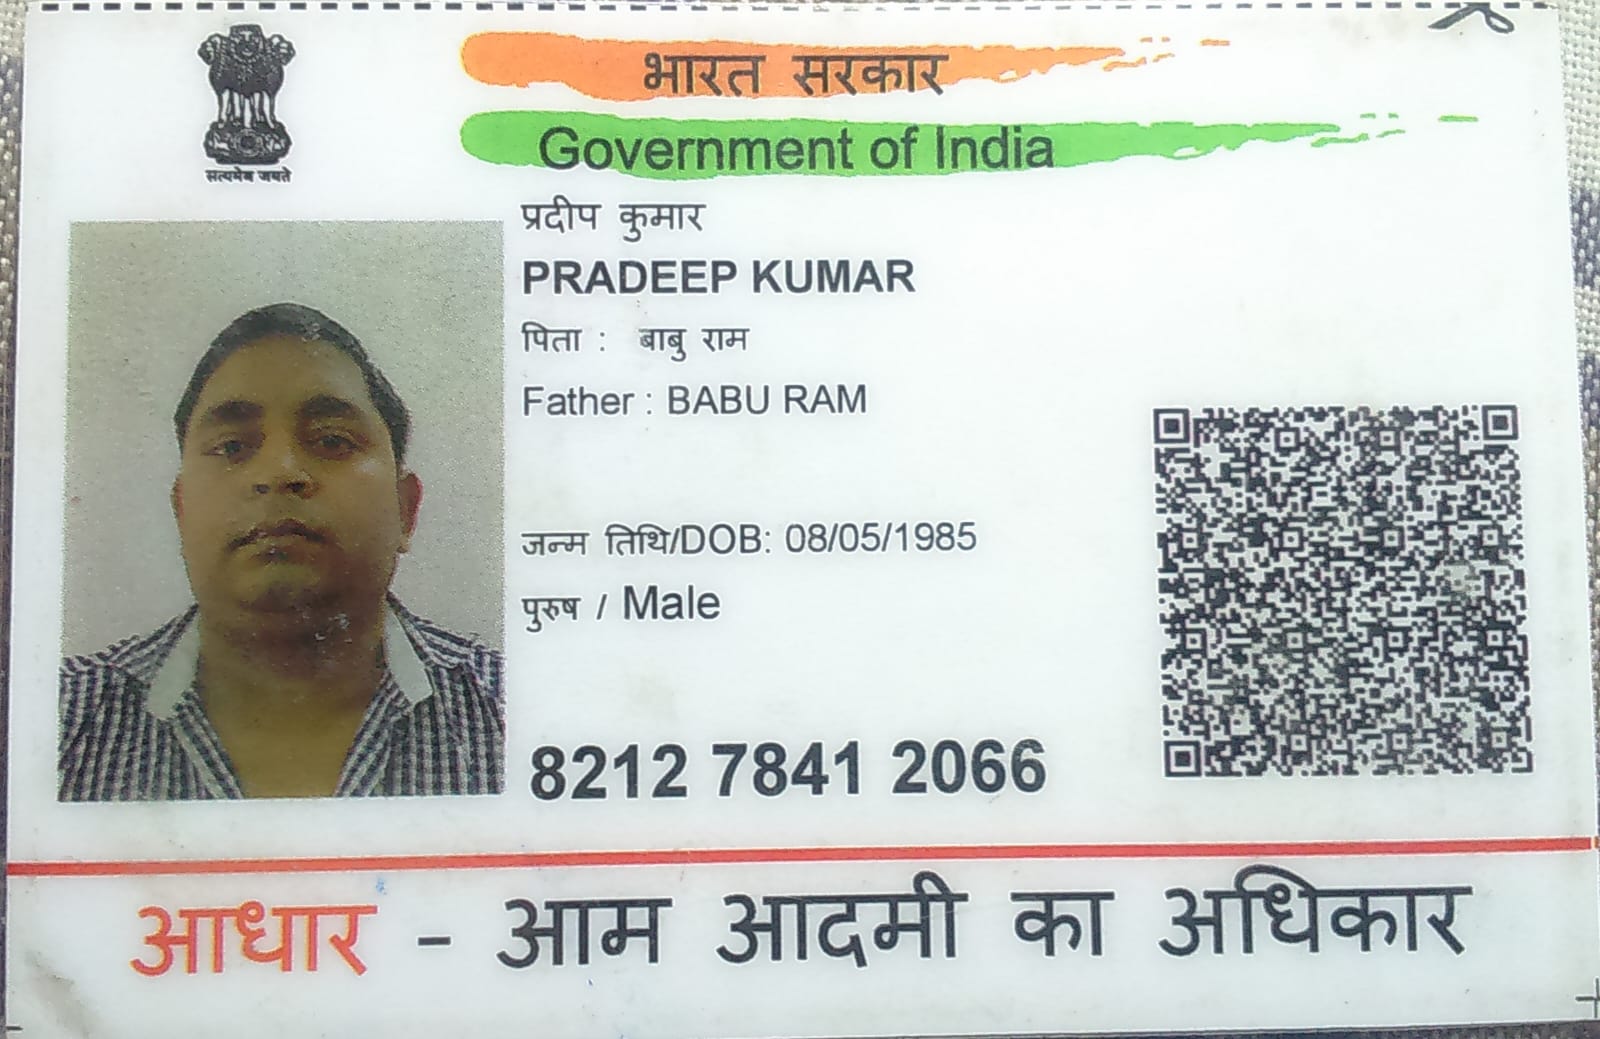 भारत सरकार
Government of India
सत्यमेव जयते
प्रदीप कुमार
PRADEEP KUMAR
पिता : बाबु राम
Father : BABU RAM
जन्म तिथि/DOB: 08/05/1985
पुरुष / Male
8212 7841 2066
आधार - आम आदमी का अधिकार